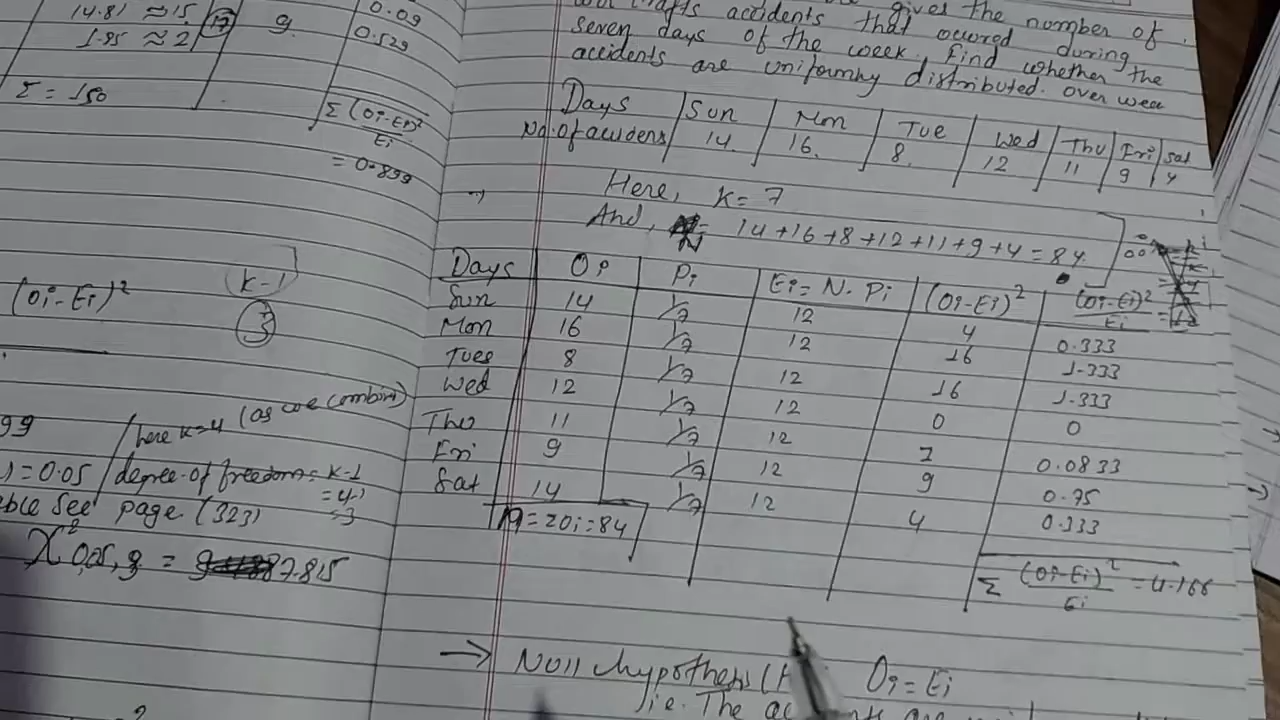 14.81 ≈ 15
1.95 ≈ 2
17
9
0.09
0.529
Σ = 150
Σ (Oi-Ei)²/Ei
= 0.899
k-1
(Oi-Ei)²
3
99
here k=4 (as we combine)
) = 0.05 / degree of freedom = k-1
= 4-1
= 3
able See page (323)
X² 0.05, 3 = 7.815
gives the number of
accidents that occured during
seven days of the week. Find whether the
accidents are uniformly distributed. over week
Days Sun Mon Tue Wed Thu Fri Sat
No. of acciders 14. 16. 8. 12 11 9 4
→ Here, k = 7
And, N = 14+16+8+12+11+9+4 = 84
Days Oi Pi Ei = N. Pi (Oi-Ei)² (Oi-Ei)²/Ei
Sun 14 1/7 12 4 0.333
Mon 16 1/7 12 16 1.333
Tues 8 1/7 12 16 1.333
Wed 12 1/7 12 0 0
Thu 11 1/7 12 1 0.0833
Fri 9 1/7 12 9 0.75
Sat 14 1/7 12 4 0.333
= ΣOi = 84
Σ (Oi-Ei)²/Ei = 4.166
→ Null hypothesis (H Oi = Ei
i.e. The